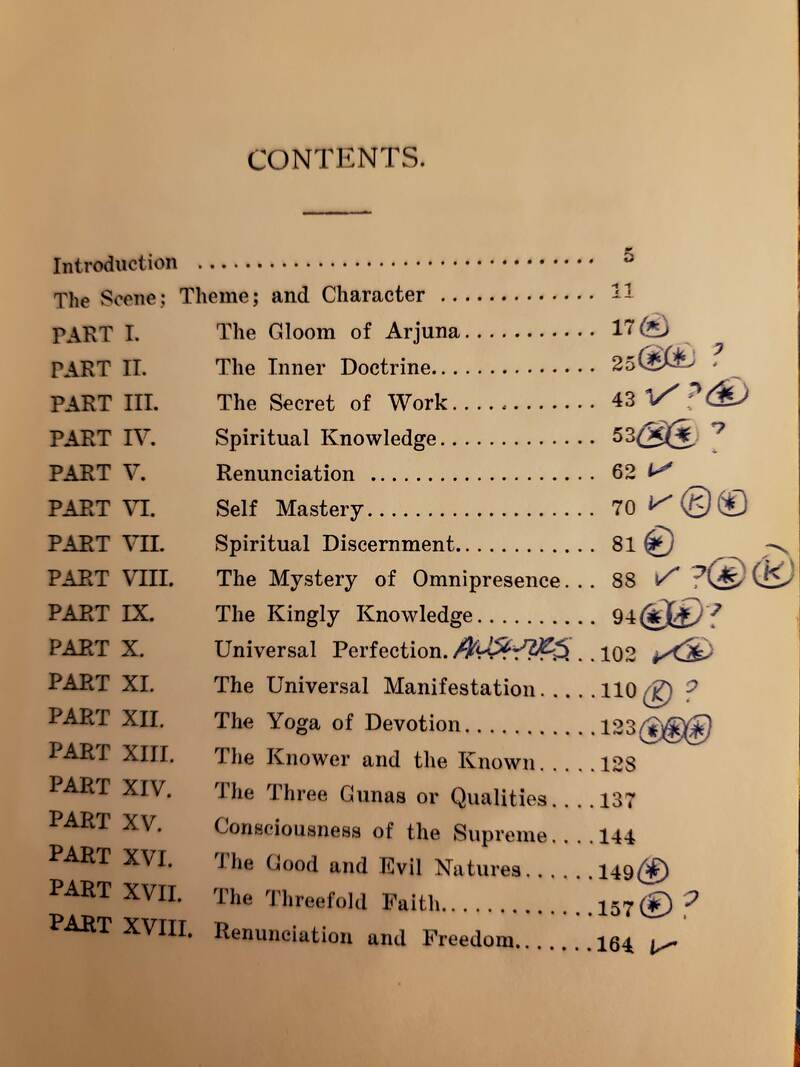 CONTENTS.
Introduction .................................. 5
The Scene; Theme; and Character ............. 11
PART I. The Gloom of Arjuna........... 17
PART II. The Inner Doctrine.............. 25 ?
PART III. The Secret of Work............ 43 ✓ ?
PART IV. Spiritual Knowledge............. 53 ?
PART V. Renunciation ................... 62 ✓
PART VI. Self Mastery................... 70 ✓
PART VII. Spiritual Discernment............ 81
PART VIII. The Mystery of Omnipresence... 88 ✓ ?
PART IX. The Kingly Knowledge........... 94 ?
PART X. Universal Perfection. ..102 ✓
PART XI. The Universal Manifestation.....110 ?
PART XII. The Yoga of Devotion...........123
PART XIII. The Knower and the Known.....128
PART XIV. The Three Gunas or Qualities....137
PART XV. Consciousness of the Supreme....144
PART XVI. The Good and Evil Natures......149
PART XVII. The Threefold Faith.............157 ?
PART XVIII. Renunciation and Freedom.......164 ✓